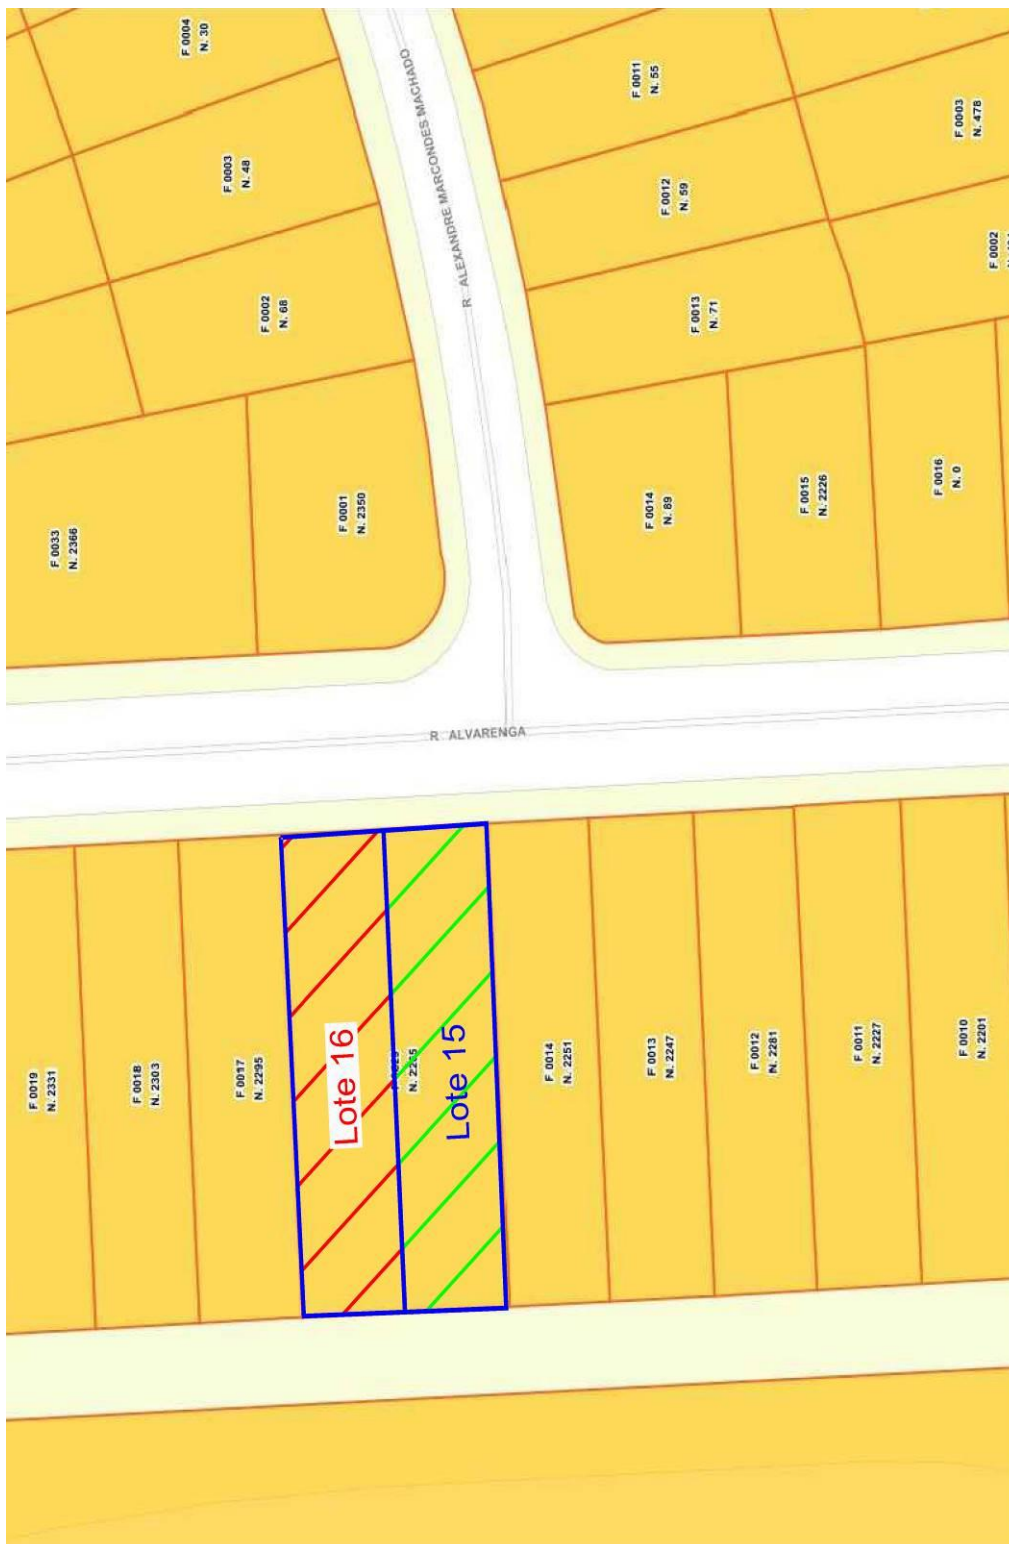 F 0004
N. 30
F 0003
N. 48
F 0002
N. 68
F 0033
N. 2366
F 0001
N. 2350
R ALEXANDRE MARCONDES MACHADO
F 0011
N. 55
F 0012
N. 59
F 0013
N. 71
F 0003
N. 478
F 0002
F 0014
N. 89
F 0015
N. 2226
F 0016
N. 0
R ALVARENGA
F 0019
N. 2331
F 0018
N. 2303
F 0017
N. 2295
Lote 16
Lote 15
F 0014
N. 2251
F 0013
N. 2247
F 0012
N. 2281
F 0011
N. 2227
F 0010
N. 2201